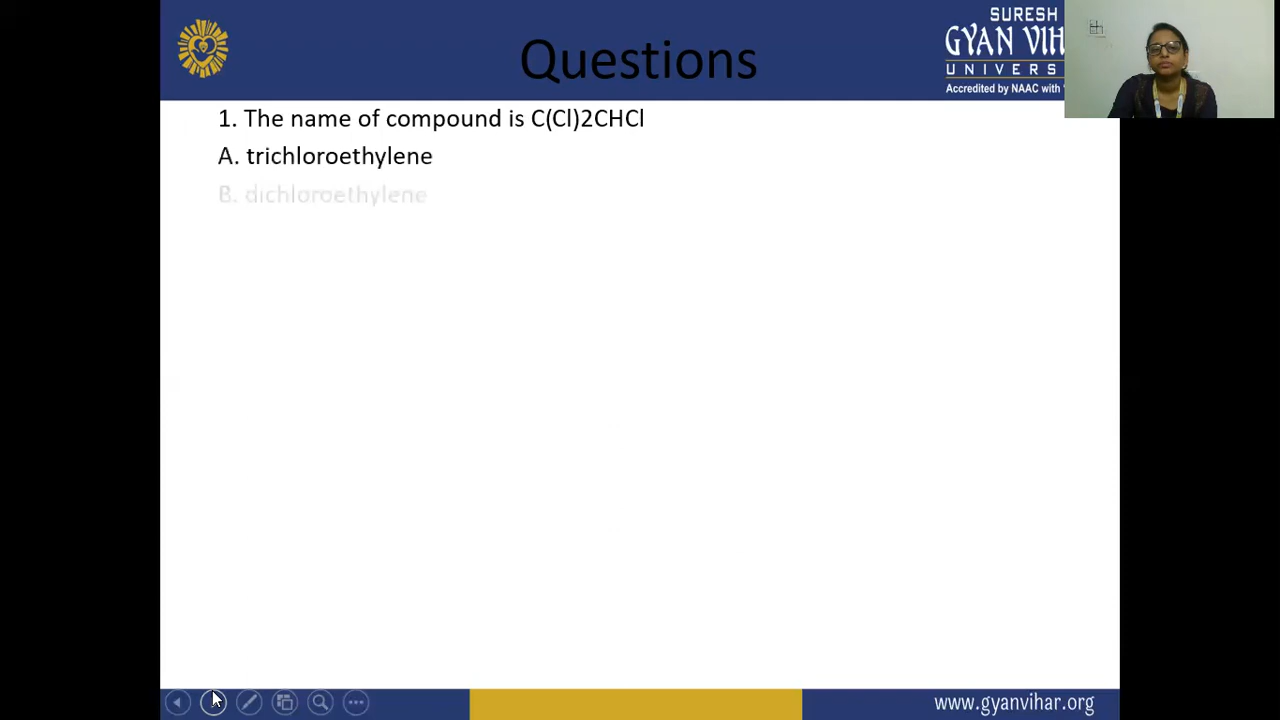 SURESH
GYAN VIH
UNIVERS
Accredited by NAAC with
Questions
1. The name of compound is C(Cl)2CHCl
A. trichloroethylene
B. dichloroethylene
www.gyanvihar.org